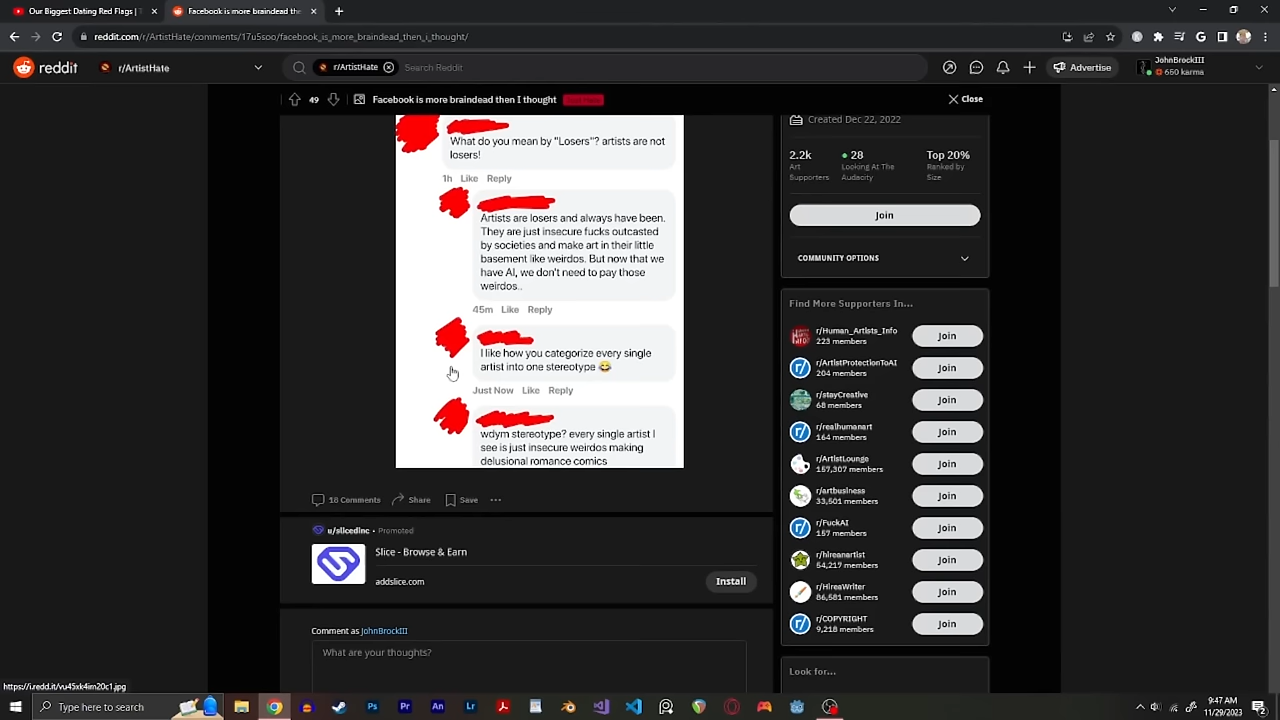 Our Biggest Dating Red Flags | T
Facebook is more braindead the
reddit.com/r/ArtistHate/comments/17u5soo/facebook_is_more_braindead_then_i_thought/
reddit
r/ArtistHate
r/ArtistHate
Search Reddit
Advertise
JohnBrockIII
650 karma
49
Facebook is more braindead then I thought
Close
What do you mean by "Losers"? artists are not
losers!
1h Like Reply
Artists are losers and always have been.
They are just insecure fucks outcasted
by societies and make art in their little
basement like weirdos. But now that we
have AI, we don't need to pay those
weirdos..
45m Like Reply
I like how you categorize every single
artist into one stereotype 😂
Just Now Like Reply
wdym stereotype? every single artist I
see is just insecure weirdos making
delusional romance comics
18 Comments
Share
Save
u/slicedinc • Promoted
Slice - Browse & Earn
addslice.com
Install
Comment as JohnBrockIII
What are your thoughts?
Created Dec 22, 2022
2.2k
Art
Supporters
28
Looking At The
Audacity
Top 20%
Ranked by
Size
Join
COMMUNITY OPTIONS
Find More Supporters In...
r/Human_Artists_Info
223 members
Join
r/ArtistProtectionToAI
204 members
Join
r/stayCreative
68 members
Join
r/realhumanart
164 members
Join
r/ArtistLounge
157,307 members
Join
r/artbusiness
33,501 members
Join
r/FuckAI
157 members
Join
r/hireanartist
54,217 members
Join
r/HireaWriter
86,581 members
Join
r/COPYRIGHT
9,218 members
Join
Look for...
https://i.redd.it/vu45xk4im20c1.jpg
Type here to search
9:47 AM
11/29/2023